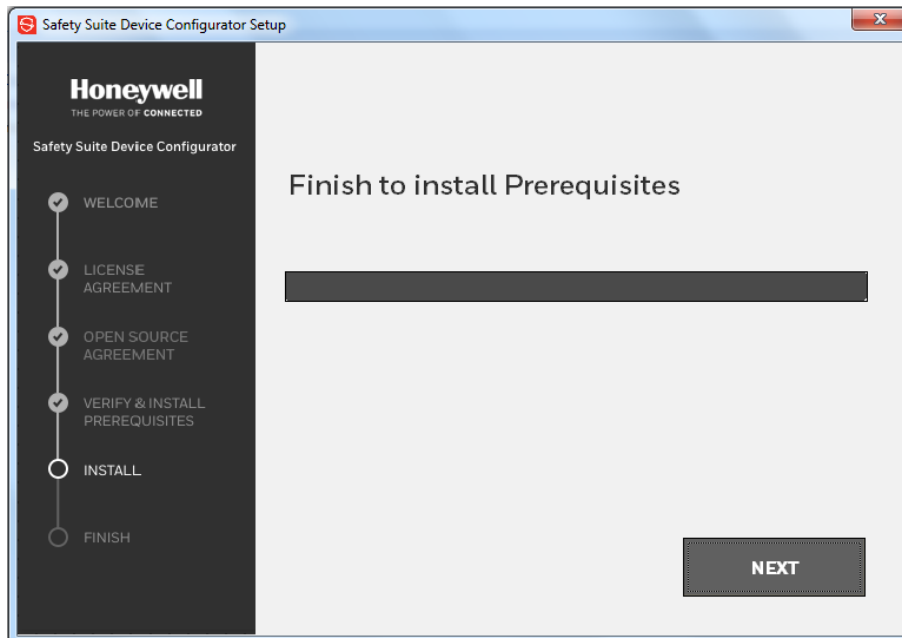 Safety Suite Device Configurator Setup
Honeywell
THE POWER OF CONNECTED
Safety Suite Device Configurator
WELCOME
LICENSE
AGREEMENT
OPEN SOURCE
AGREEMENT
VERIFY & INSTALL
PREREQUISITES
INSTALL
FINISH
Finish to install Prerequisites
NEXT